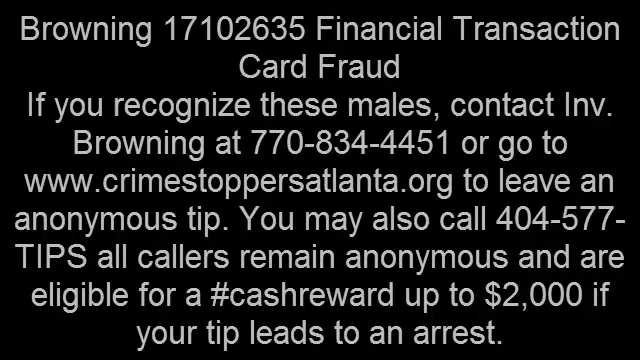 Browning 17102635 Financial Transaction
Card Fraud
If you recognize these males, contact Inv.
Browning at 770-834-4451 or go to
www.crimestoppersatlanta.org to leave an
anonymous tip. You may also call 404-577-
TIPS all callers remain anonymous and are
eligible for a #cashreward up to $2,000 if
your tip leads to an arrest.